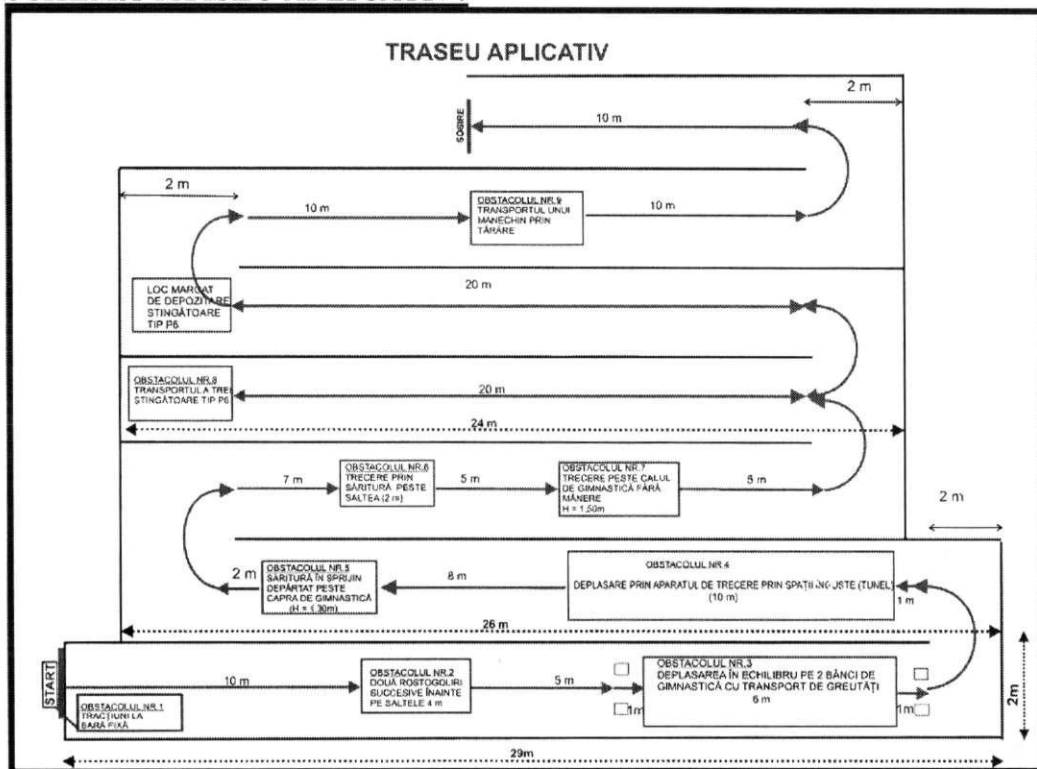 TRASEU APLICATIV
2 m
10 m
SOSIRE
2 m
10 m
OBSTACOLUL NR.9
TRANSPORTUL UNUI
MANECHIN PRIN
TÂRÂRE
10 m
LOC MARCAT
DE DEPOZITARE
STINGĂTOARE
TIP P6
20 m
OBSTACOLUL NR.8
TRANSPORTUL A TREI
STINGĂTOARE TIP P6
20 m
24 m
7 m
OBSTACOLUL NR.6
TRECERE PRIN
SĂRITURĂ PESTE
SALTEA (2 m)
5 m
OBSTACOLUL NR.7
TRECERE PESTE CALUL
DE GIMNASTICĂ FĂRĂ
MÂNERE
H = 1,50m
5 m
2 m
2 m
OBSTACOLUL NR.5
SĂRITURĂ ÎN SPRIJIN
DEPĂRTAT PESTE
CAPRA DE GIMNASTICĂ
(H = 1,30m)
8 m
OBSTACOLUL NR.4
DEPLASARE PRIN APARATUL DE TRECERE PRIN SPAȚII ÎNGUSTE (TUNEL)
(10 m)
1 m
26 m
START
OBSTACOLUL NR.1
TRACȚIUNI LA
BARĂ FIXĂ
10 m
OBSTACOLUL NR.2
DOUĂ ROSTOGOLIRI
SUCCESIVE ÎNAINTE
PE SALTELE 4 m
5 m
1m
OBSTACOLUL NR.3
DEPLASAREA ÎN ECHILIBRU PE 2 BĂNCI DE
GIMNASTICĂ CU TRANSPORT DE GREUTĂȚI
6 m
1m
2m
29m